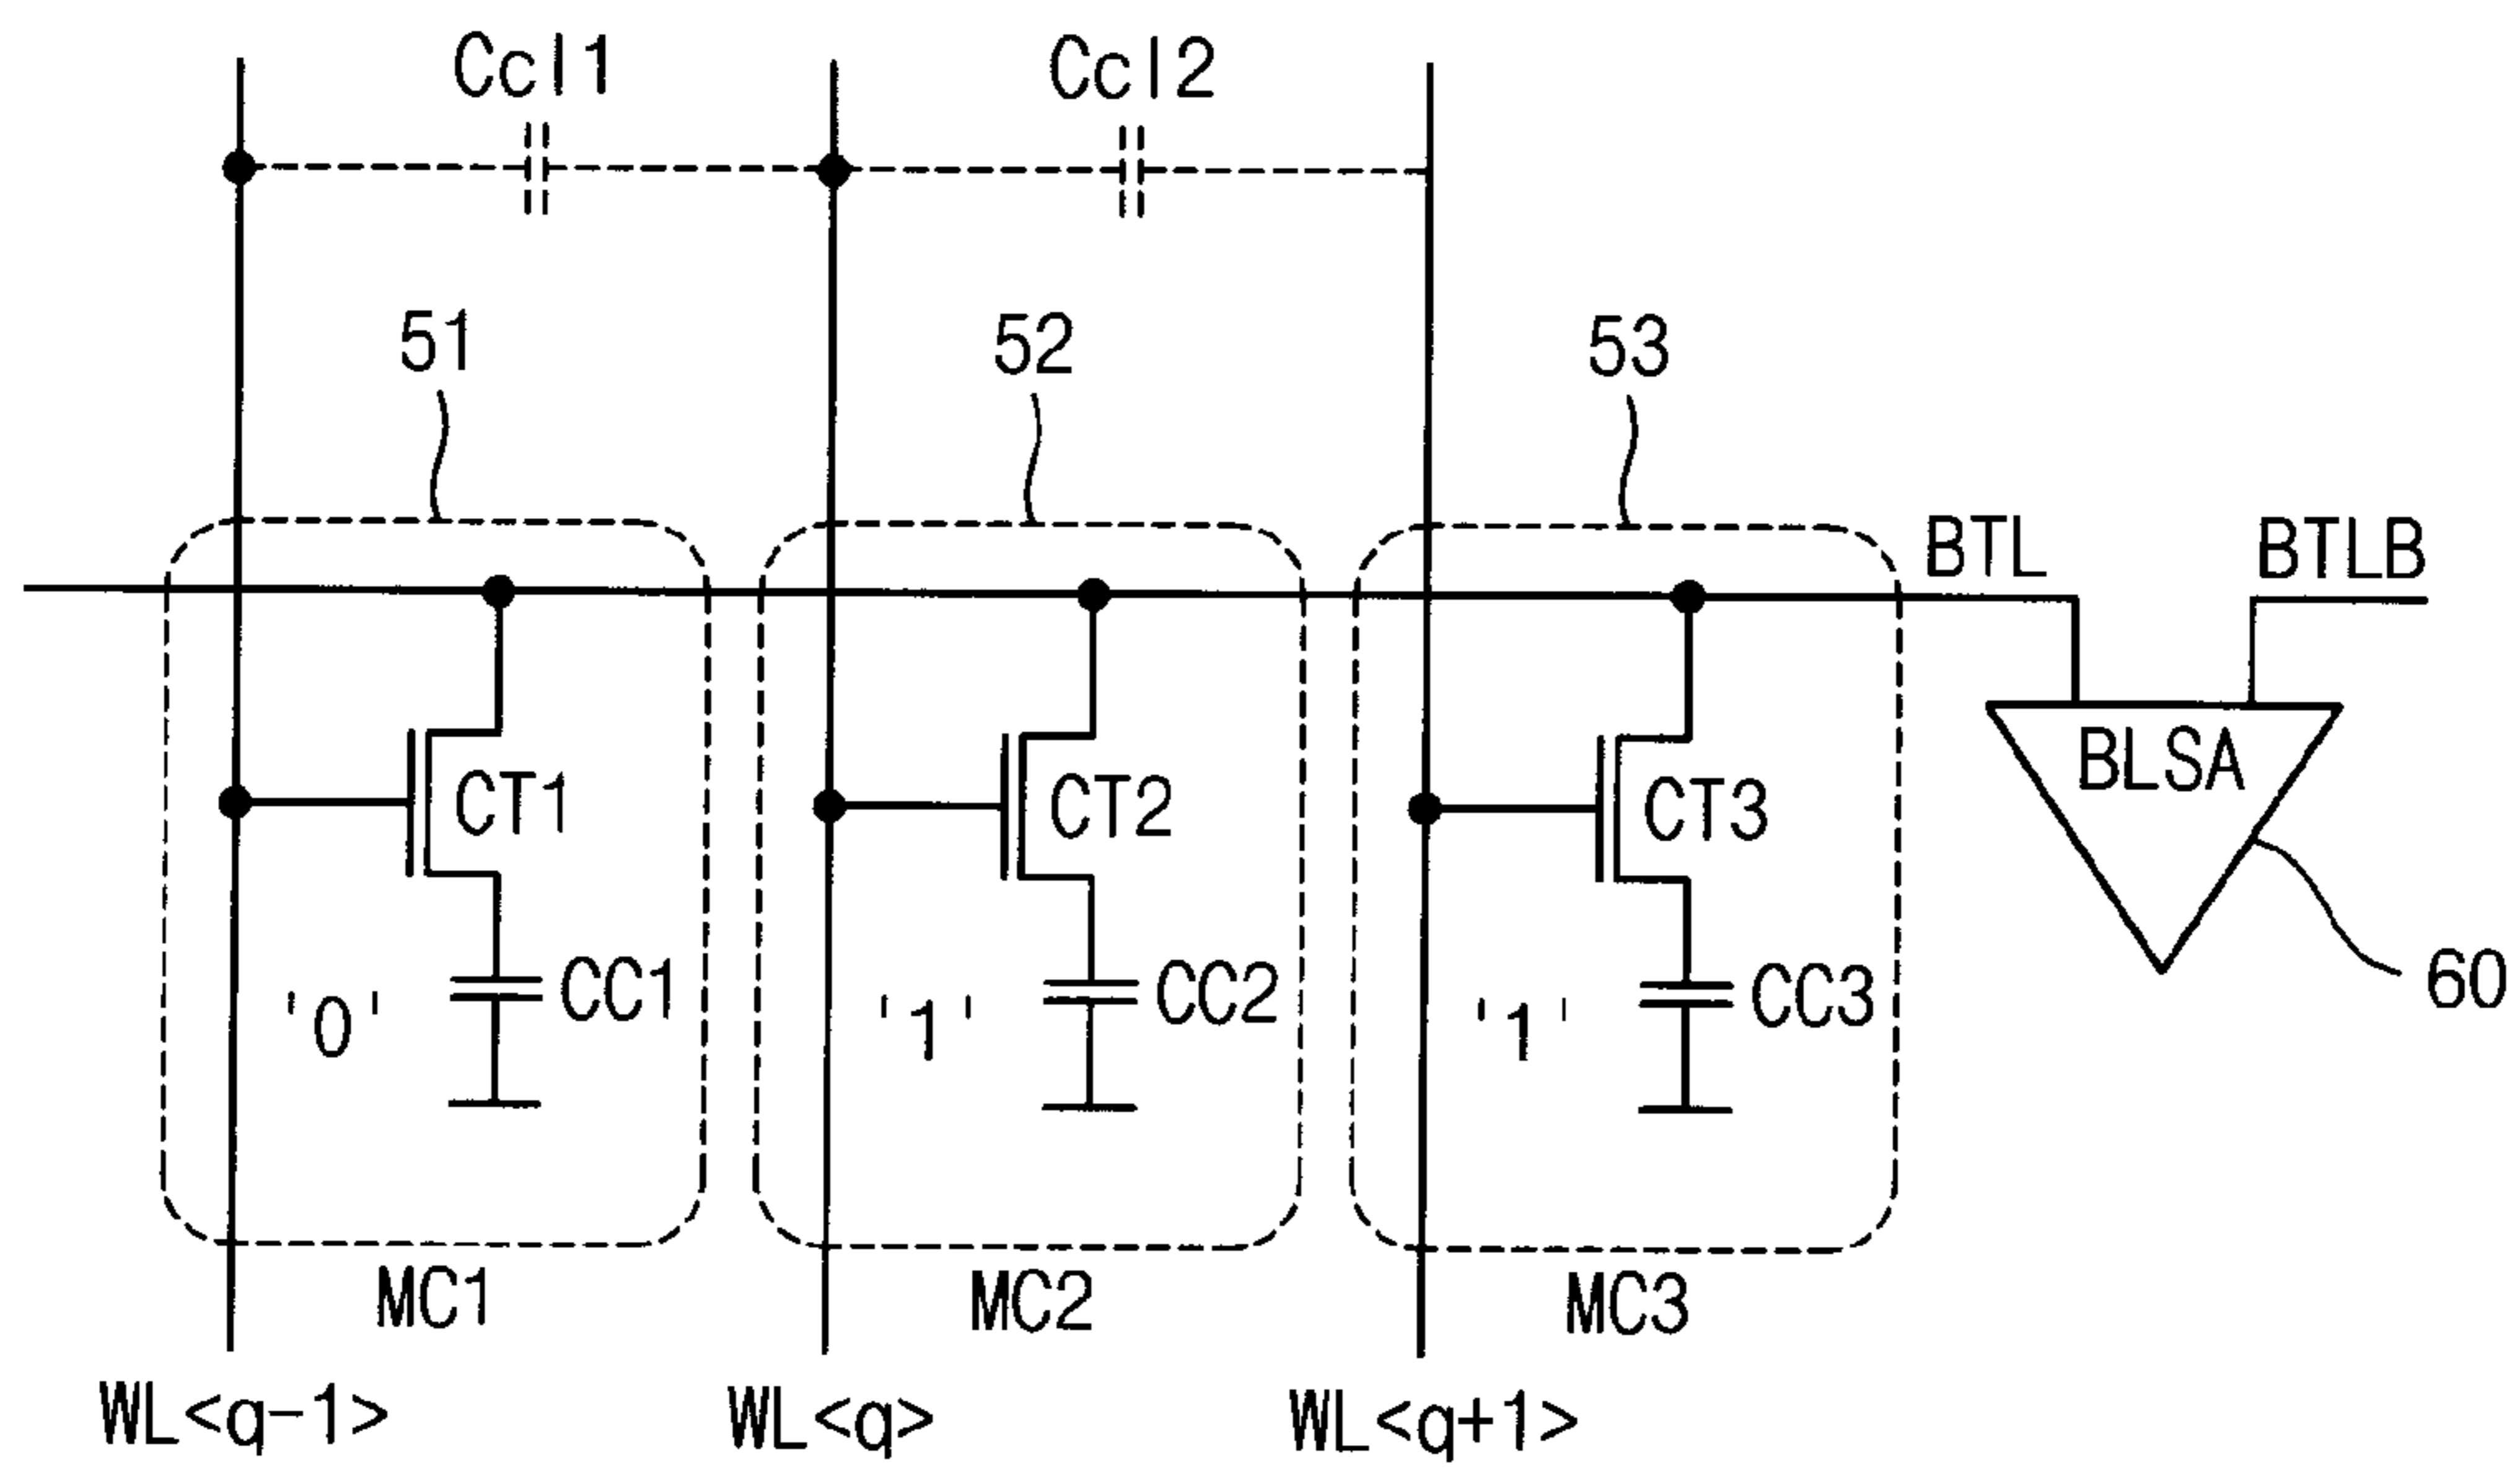 Ccl1 Ccl2
51 52 53
BTL BTLB
CT1 CT2 CT3 BLSA
'0' CC1 '1' CC2 '1' CC3 60
MC1 MC2 MC3
WL<q-1> WL<q> WL<q+1>